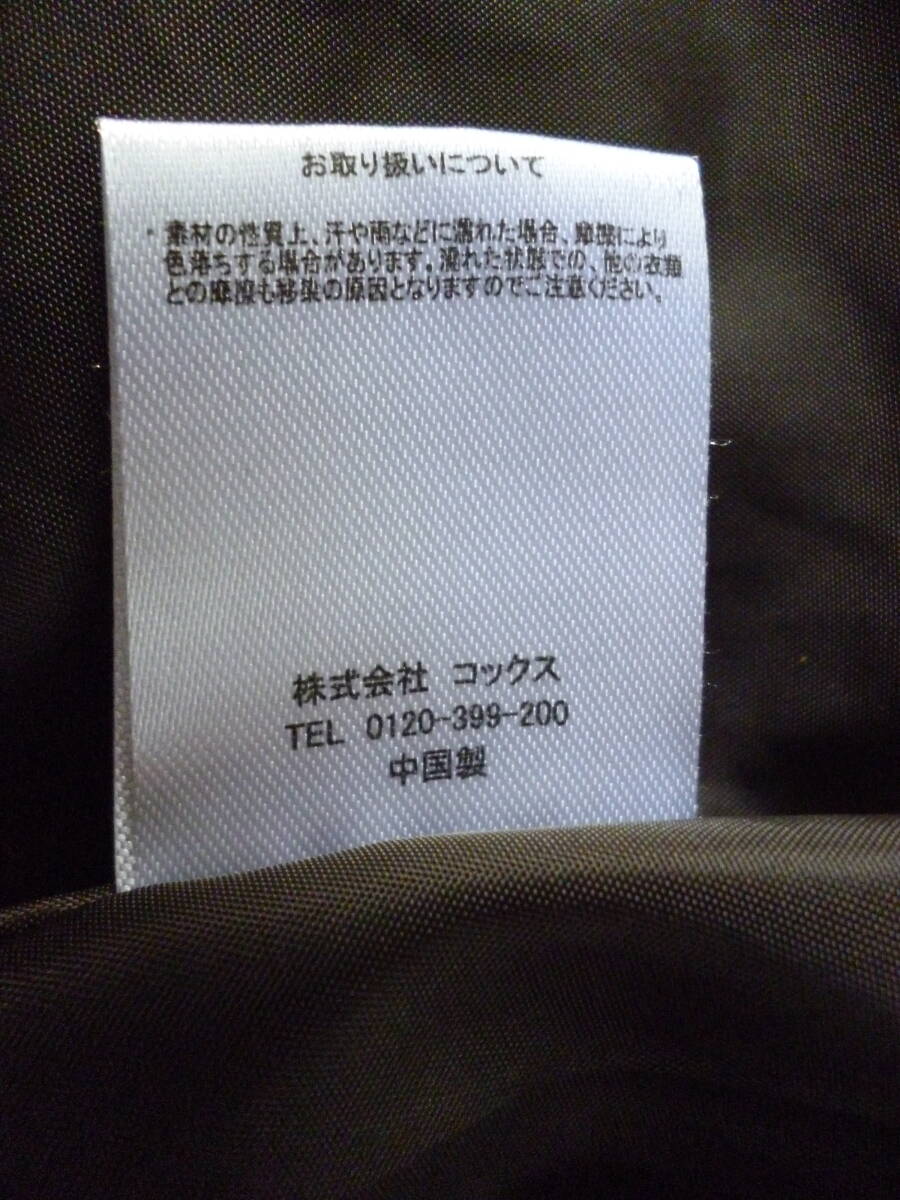 お取り扱いについて
・素材の性質上、汗や雨などに濡れた場合、摩擦により
色落ちする場合があります。濡れた状態での、他の衣類
との摩擦も移染の原因となりますのでご注意ください。
株式会社 コックス
TEL 0120-399-200
中国製